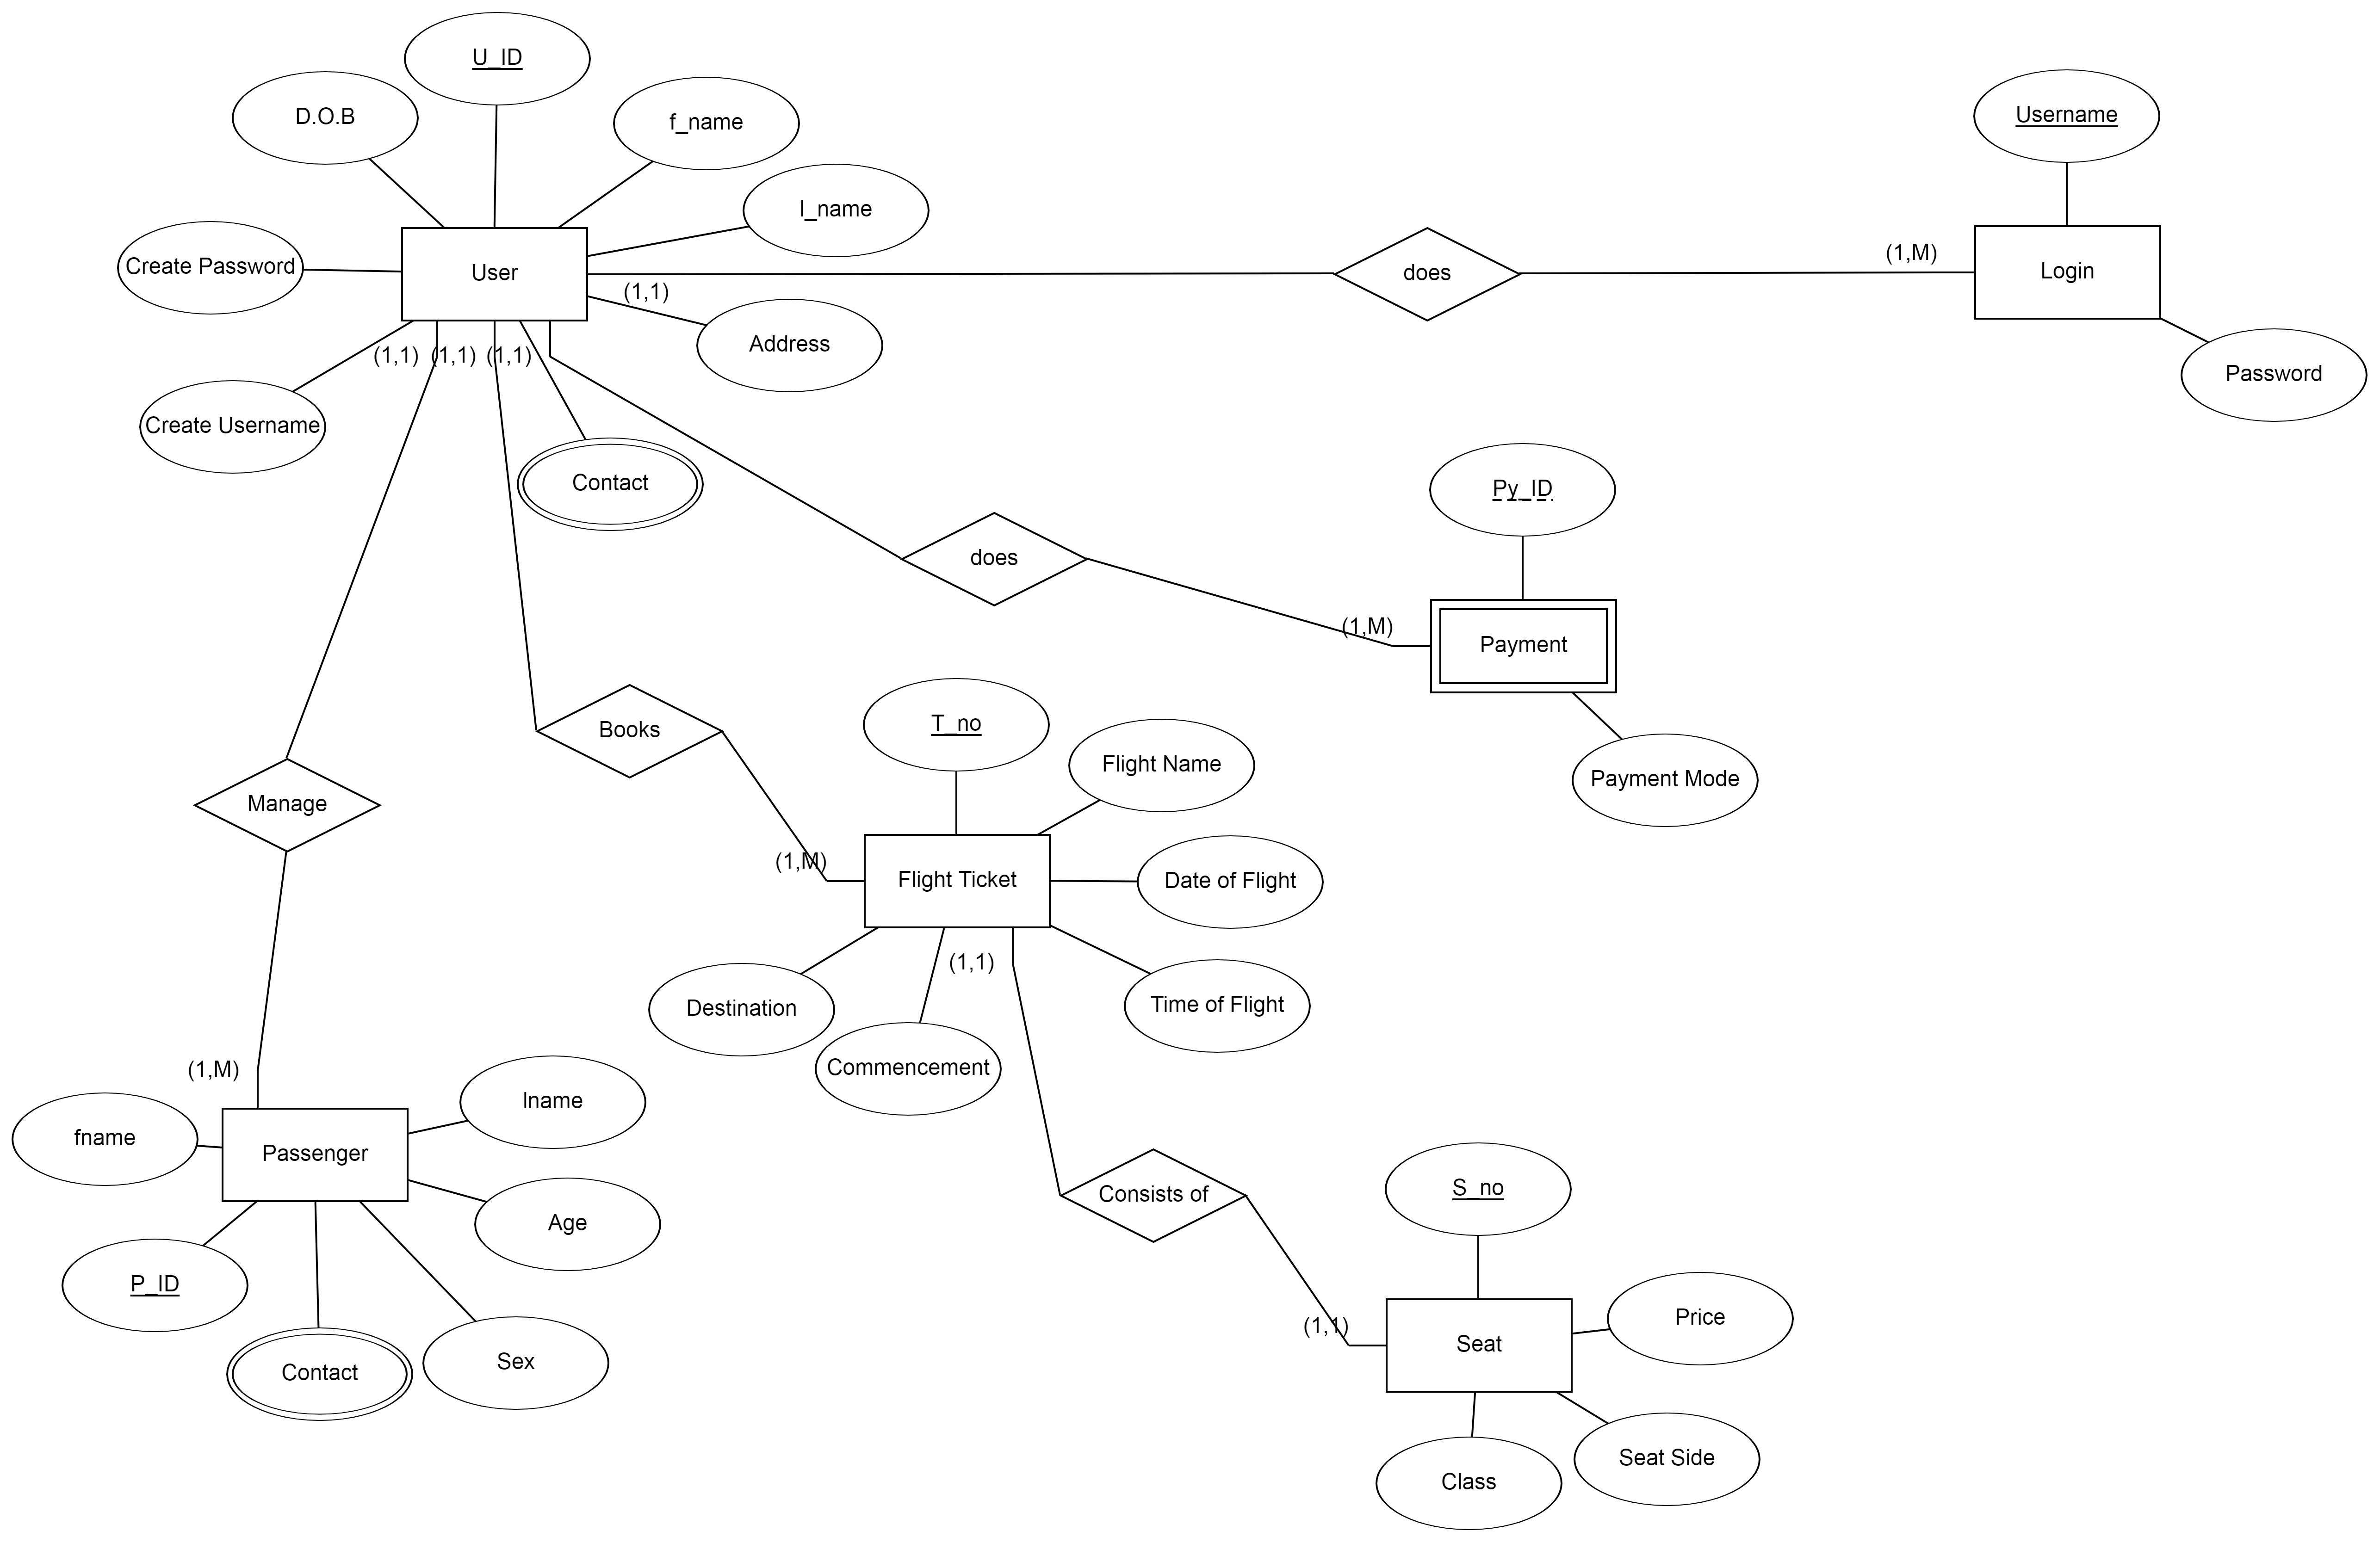 U_ID
D.O.B
f_name
l_name
Create Password
User
Address
Create Username
Contact
(1,1)
(1,1)
(1,1)
(1,1)
does
(1,M)
Username
Login
Password
does
(1,M)
Py_ID
Payment
Payment Mode
Manage
Books
(1,M)
T_no
Flight Name
Flight Ticket
Date of Flight
Time of Flight
Destination
Commencement
(1,1)
(1,M)
fname
lname
Passenger
Age
P_ID
Contact
Sex
Consists of
(1,1)
S_no
Seat
Price
Seat Side
Class